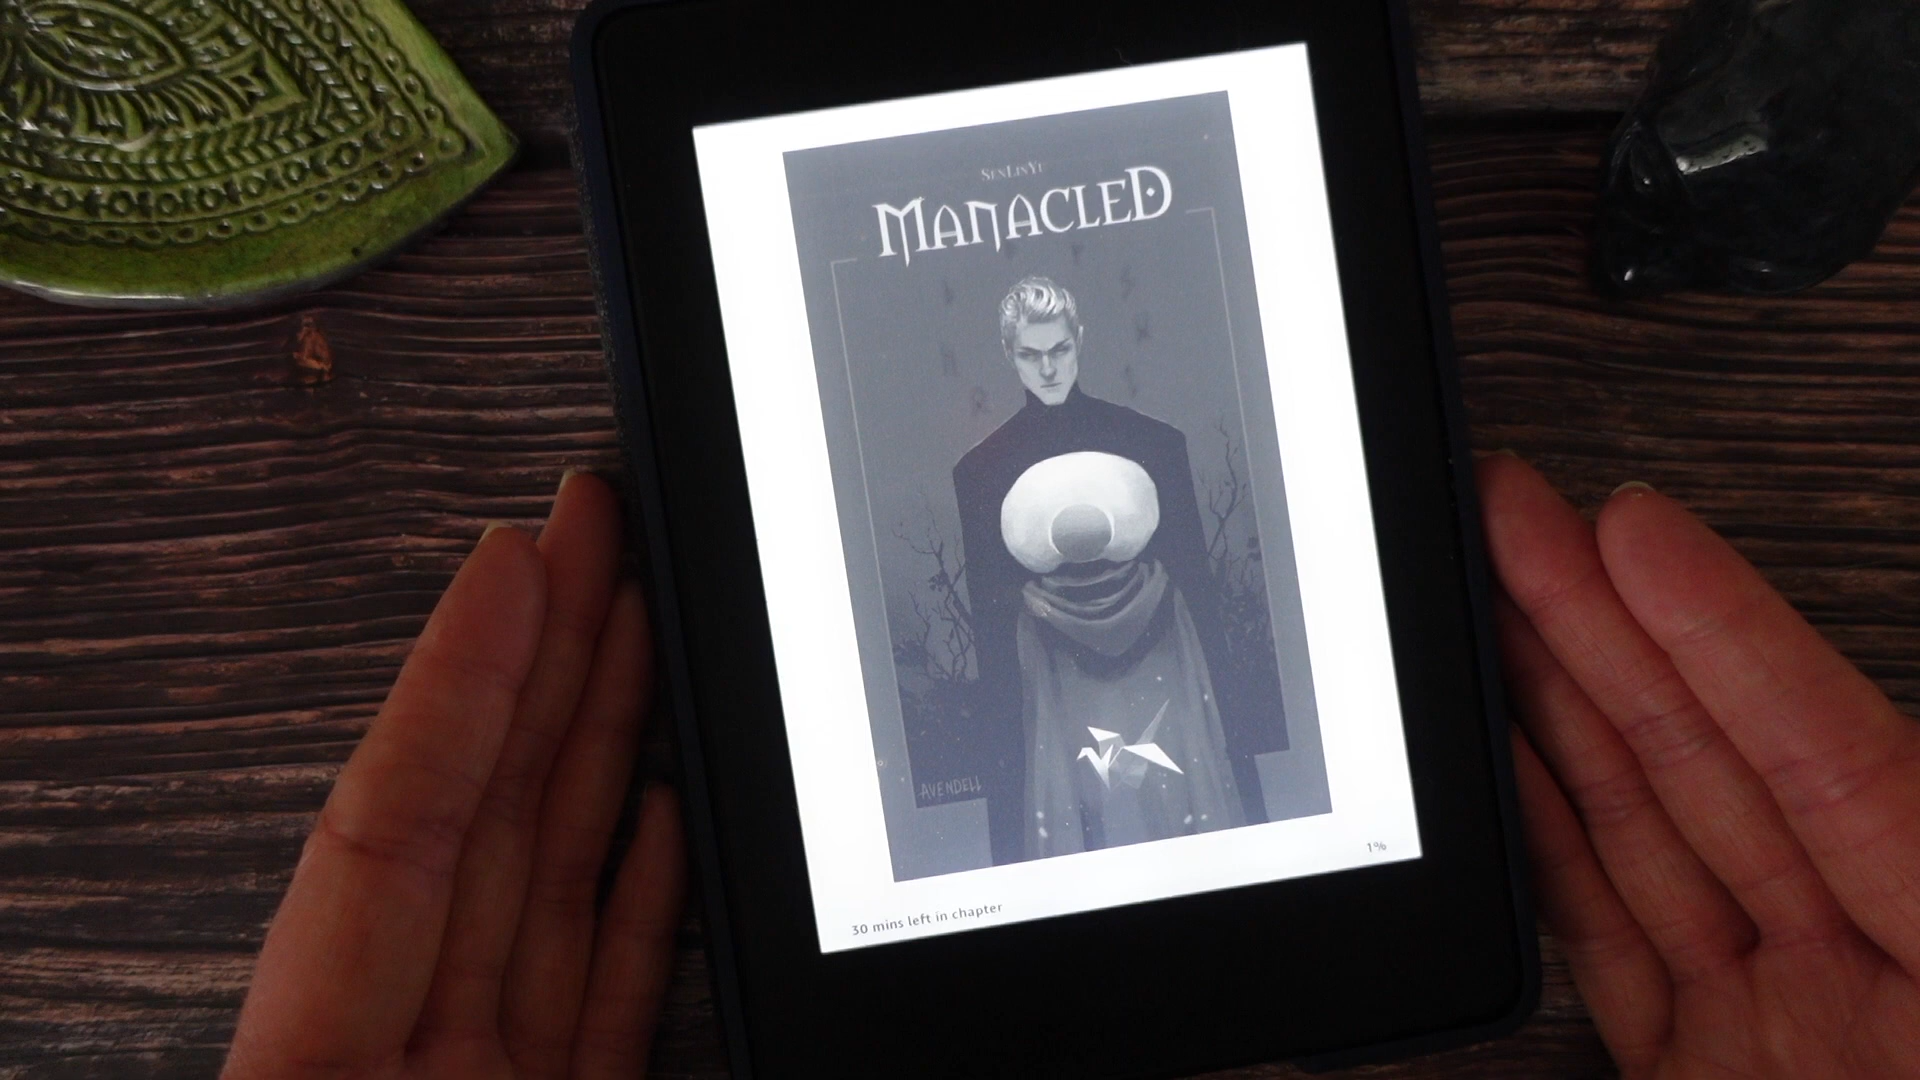 SENLINYU
MANACLED
AVENDELL
1%
30 mins left in chapter